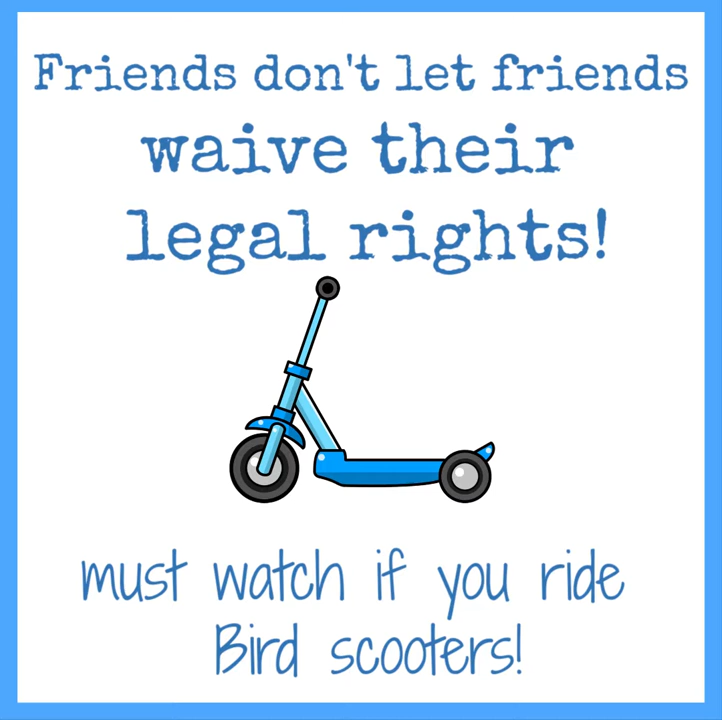 Friends don't let friends
waive their
legal rights!
must watch if you ride
Bird scooters!